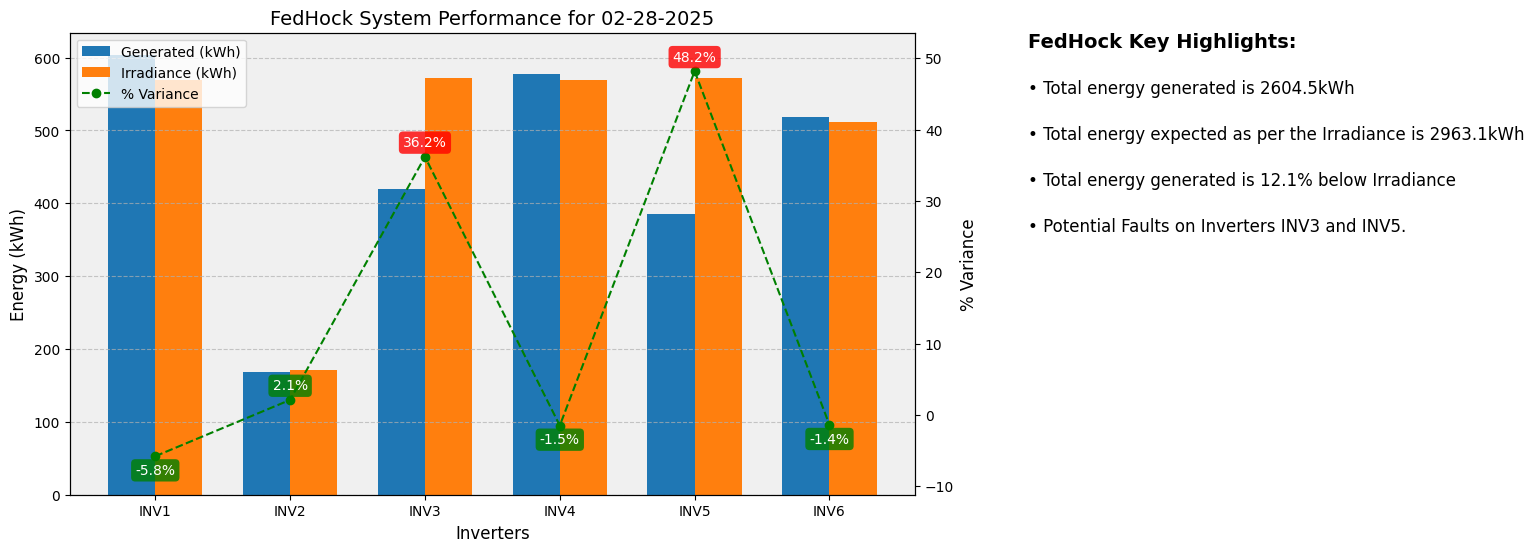 FedHock System Performance for 02-28-2025
Generated (kWh)
Irradiance (kWh)
% Variance
Energy (kWh)
600
500
400
300
200
100
0
-5.8%
2.1%
36.2%
-1.5%
48.2%
-1.4%
50
40
30
20
10
0
−10
% Variance
INV1
INV2
INV3
INV4
INV5
INV6
Inverters
FedHock Key Highlights:
• Total energy generated is 2604.5kWh
• Total energy expected as per the Irradiance is 2963.1kWh
• Total energy generated is 12.1% below Irradiance
• Potential Faults on Inverters INV3 and INV5.